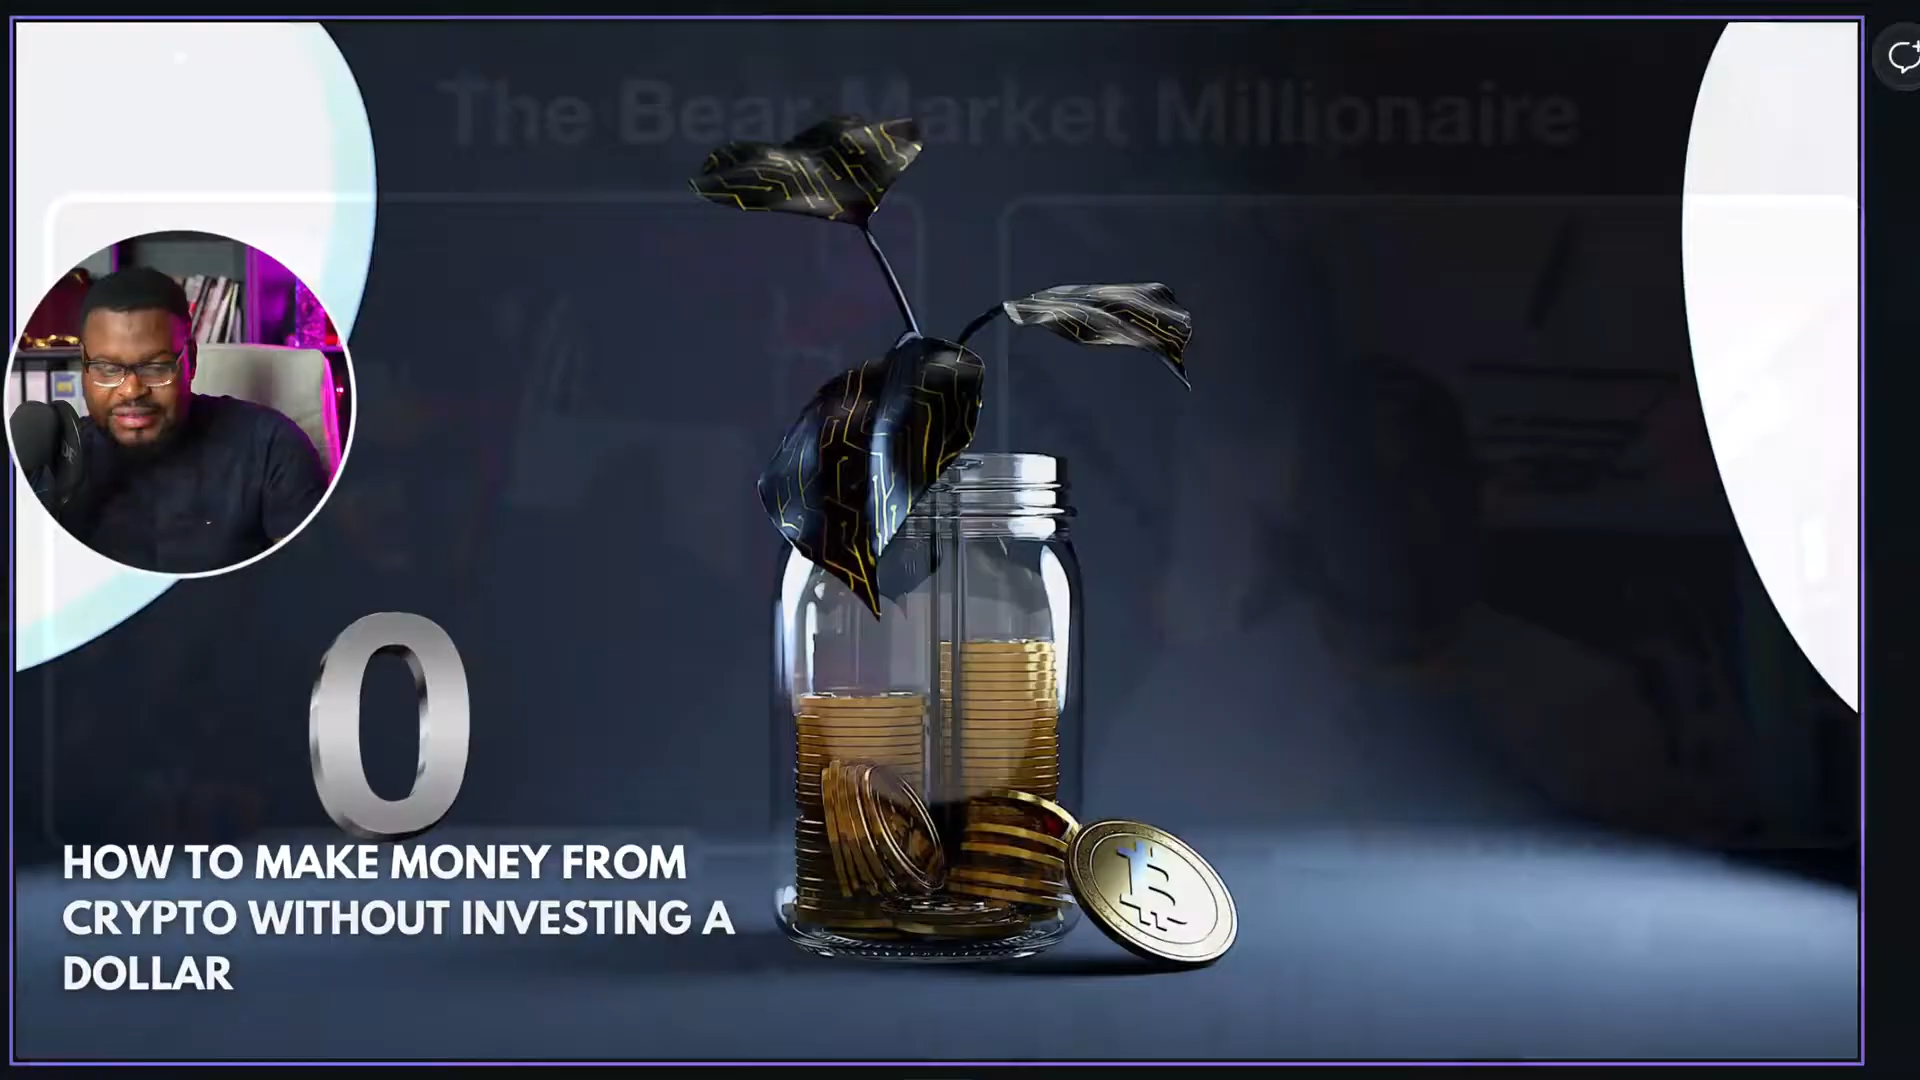 The Bear Market Millionaire
0
HOW TO MAKE MONEY FROM
CRYPTO WITHOUT INVESTING A
DOLLAR